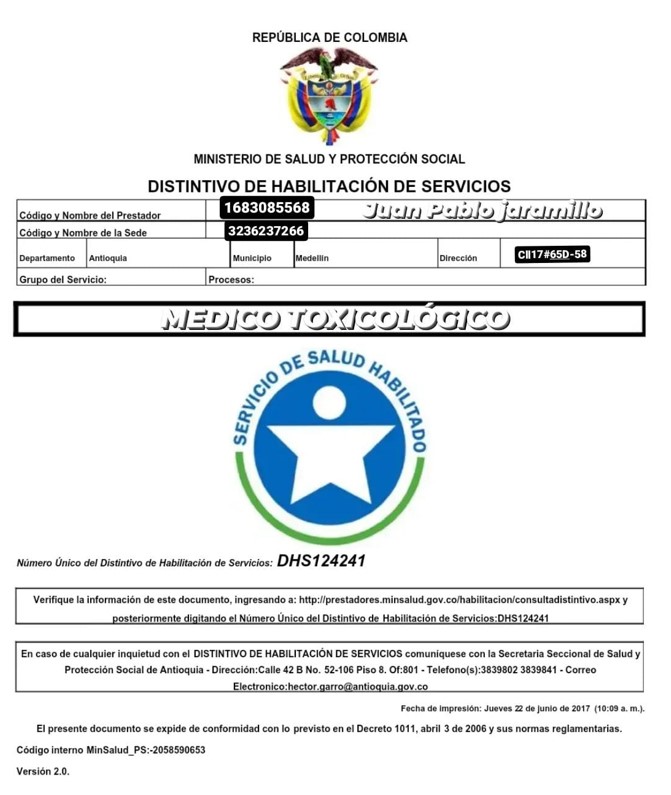 REPÚBLICA DE COLOMBIA
MINISTERIO DE SALUD Y PROTECCIÓN SOCIAL
DISTINTIVO DE HABILITACIÓN DE SERVICIOS
Código y Nombre del Prestador 1683085568 Juan Pablo jaramillo
Código y Nombre de la Sede 3236237266
Departamento Antioquia Municipio Medellín Dirección Cll17#65D-58
Grupo del Servicio: Procesos:
MEDICO TOXICOLÓGICO
SERVICIO DE SALUD HABILITADO
Número Único del Distintivo de Habilitación de Servicios: DHS124241
Verifique la información de este documento, ingresando a: http://prestadores.minsalud.gov.co/habilitacion/consultadistintivo.aspx y
posteriormente digitando el Número Único del Distintivo de Habilitación de Servicios:DHS124241
En caso de cualquier inquietud con el DISTINTIVO DE HABILITACIÓN DE SERVICIOS comuníquese con la Secretaria Seccional de Salud y
Protección Social de Antioquia - Dirección:Calle 42 B No. 52-106 Piso 8. Of:801 - Telefono(s):3839802 3839841 - Correo
Electronico:hector.garro@antioquia.gov.co
Fecha de impresión: Jueves 22 de junio de 2017 (10:09 a. m.).
El presente documento se expide de conformidad con lo previsto en el Decreto 1011, abril 3 de 2006 y sus normas reglamentarias.
Código interno MinSalud_PS:-2058590653
Versión 2.0.